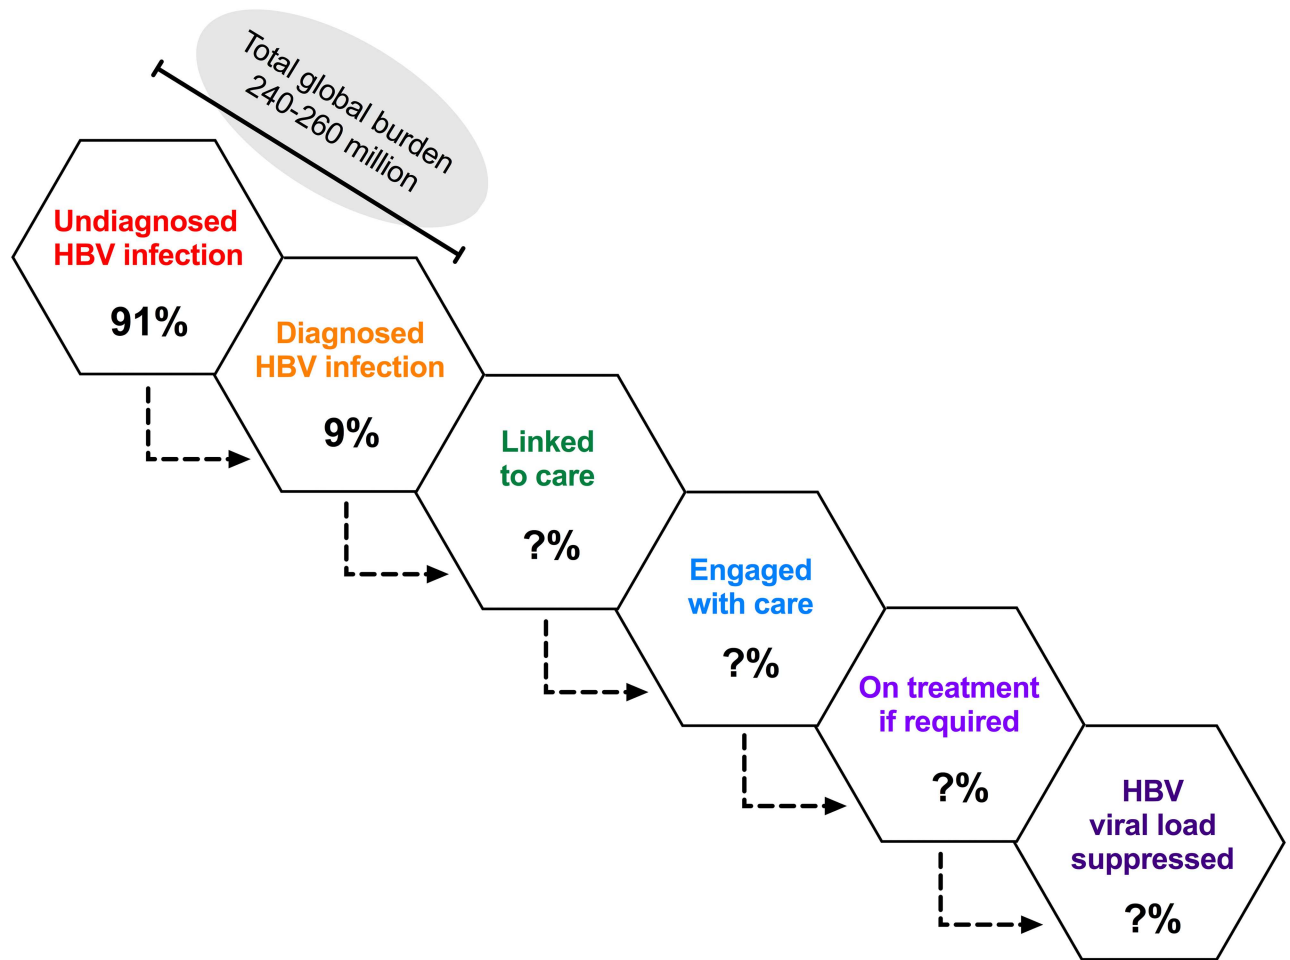 Total global burden
240-260 million
Undiagnosed
HBV infection
91%
Diagnosed
HBV infection
9%
Linked
to care
?%
Engaged
with care
?%
On treatment
if required
?%
HBV
viral load
suppressed
?%